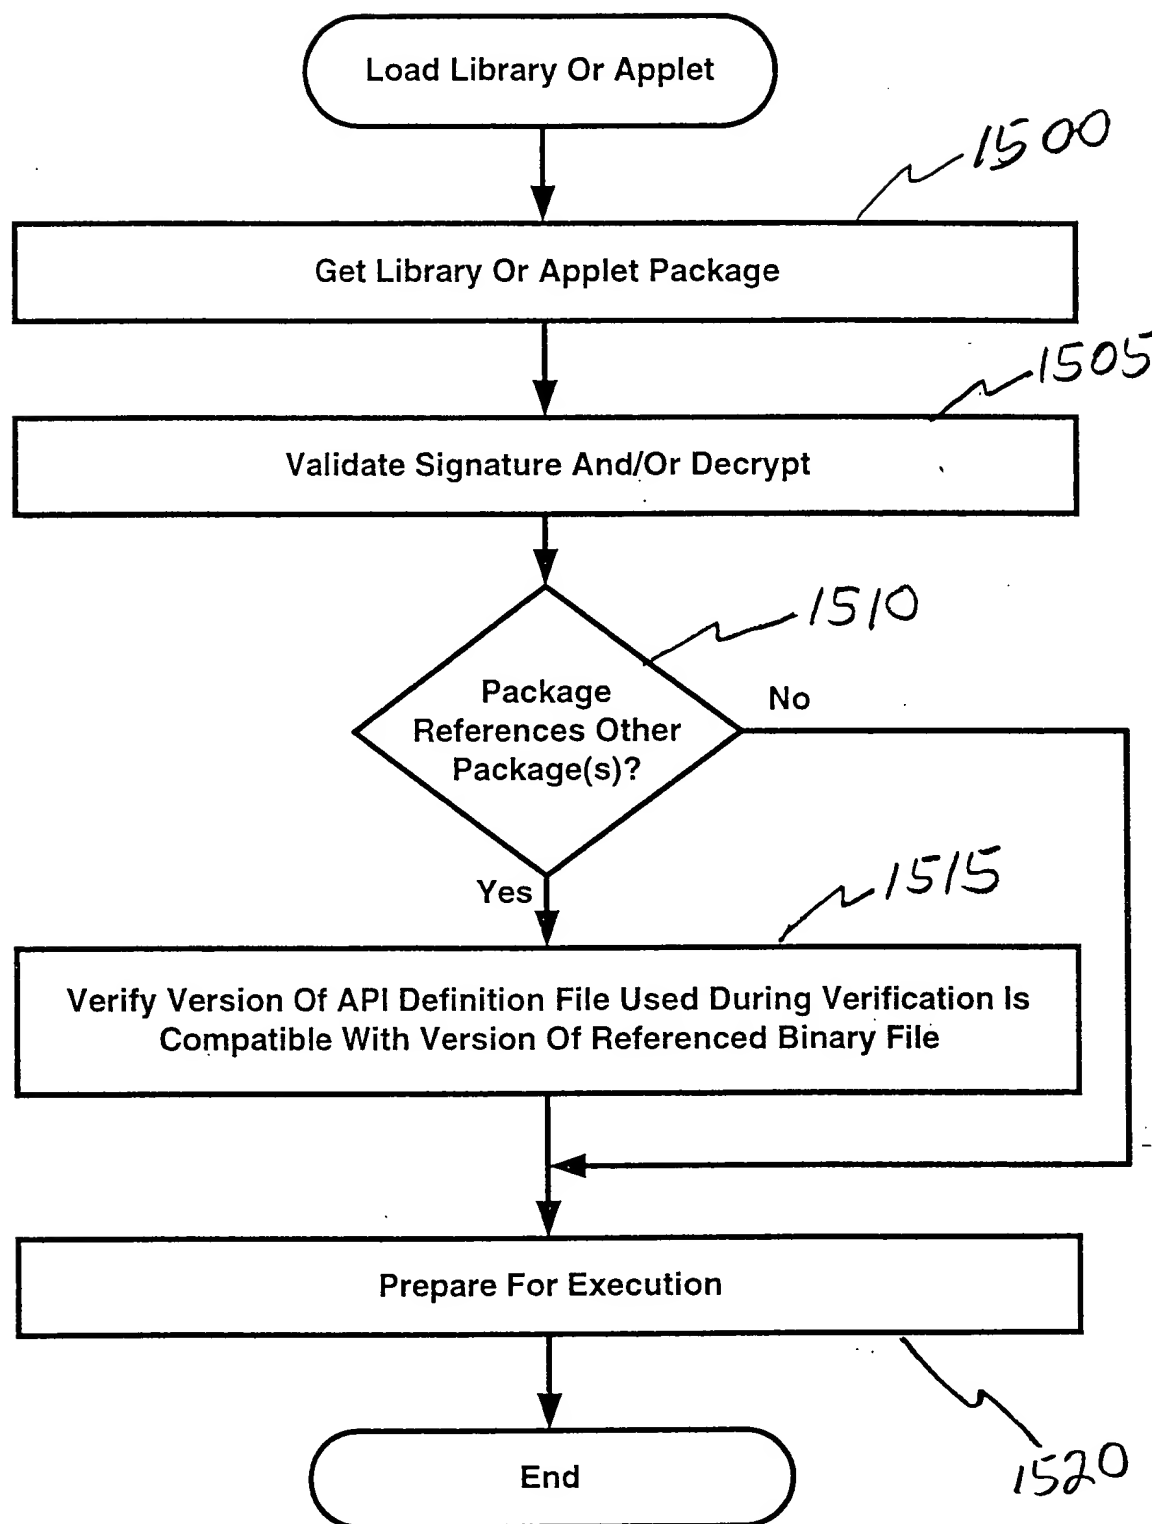 Load Library Or Applet
1500
Get Library Or Applet Package
1505
Validate Signature And/Or Decrypt
1510
Package
References Other
Package(s)?
No
Yes
1515
Verify Version Of API Definition File Used During Verification Is
Compatible With Version Of Referenced Binary File
Prepare For Execution
1520
End